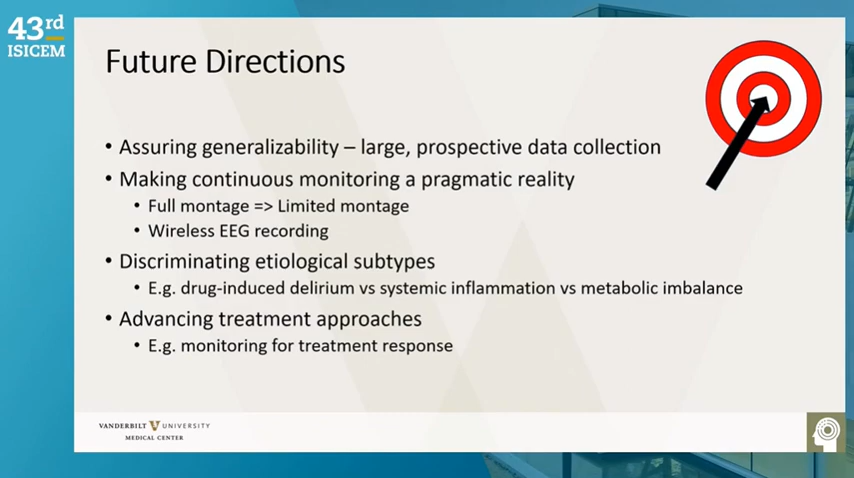 43rd
ISICEM
Future Directions
• Assuring generalizability – large, prospective data collection
• Making continuous monitoring a pragmatic reality
• Full montage => Limited montage
• Wireless EEG recording
• Discriminating etiological subtypes
• E.g. drug-induced delirium vs systemic inflammation vs metabolic imbalance
• Advancing treatment approaches
• E.g. monitoring for treatment response
VANDERBILT V UNIVERSITY
MEDICAL CENTER